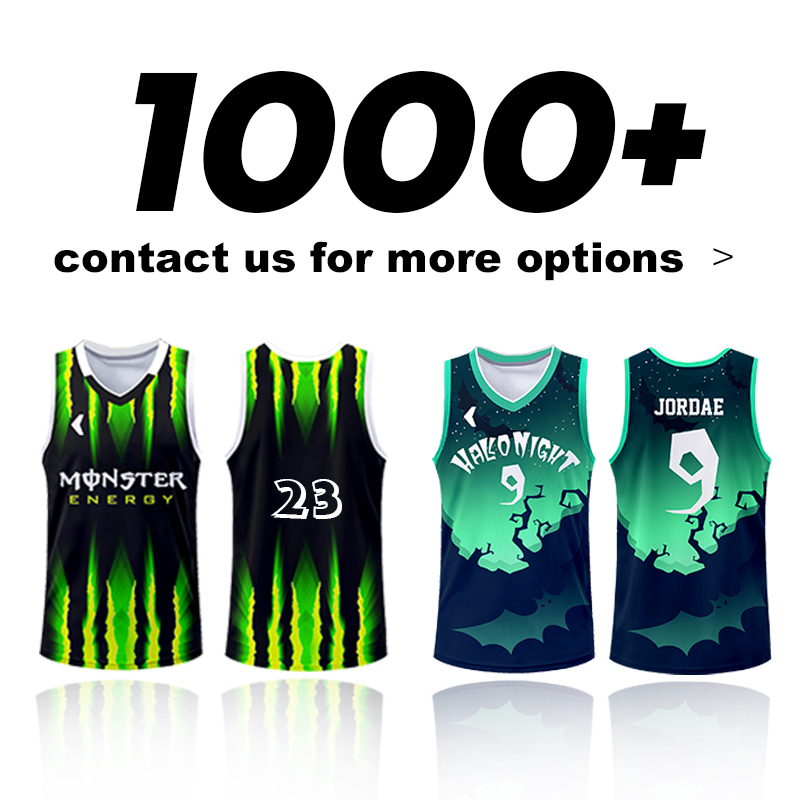 1000+
contact us for more options >
MONSTER
ENERGY
23
HALLONIGHT
9
JORDAE
9